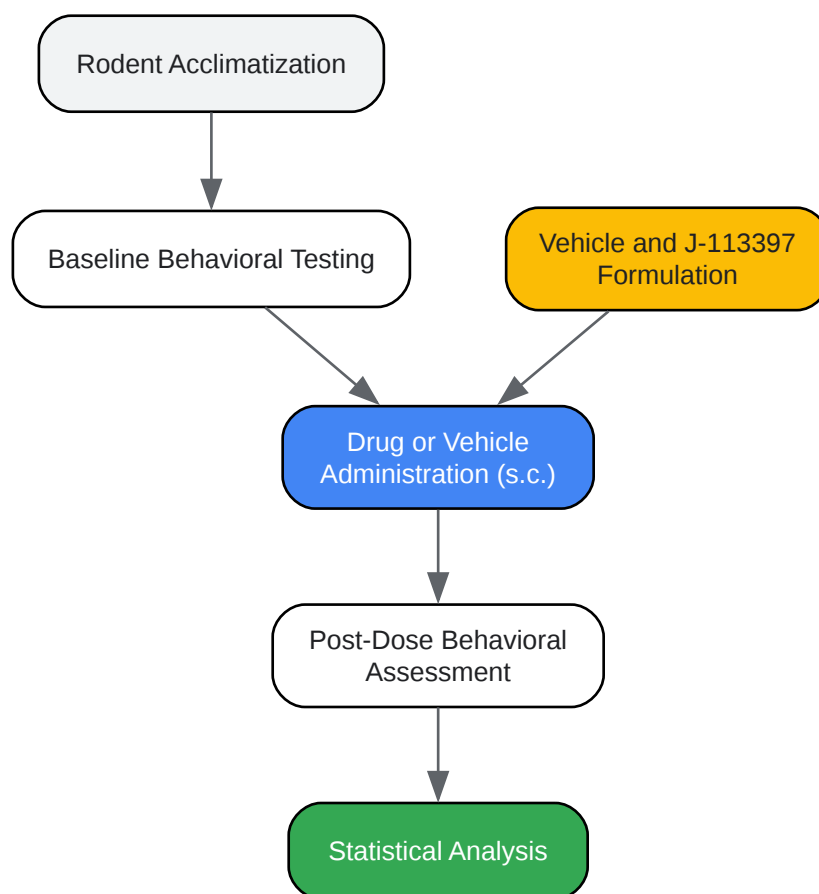 Rodent Acclimatization
Baseline Behavioral Testing
Vehicle and J-113397
Formulation
Drug or Vehicle
Administration (s.c.)
Post-Dose Behavioral
Assessment
Statistical Analysis